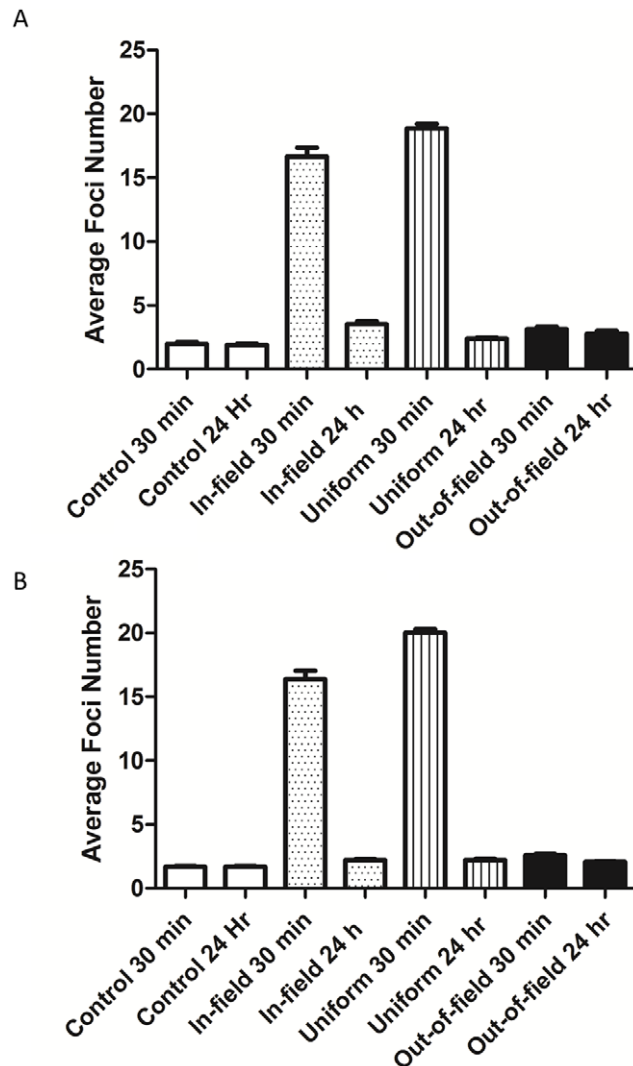 A
Average Foci Number
25
20
15
10
5
0
Control 30 min
Control 24 Hr
In-field 30 min
In-field 24 h
Uniform 30 min
Uniform 24 hr
Out-of-field 30 min
Out-of-field 24 hr
B
Average Foci Number
25
20
15
10
5
0
Control 30 min
Control 24 Hr
In-field 30 min
In-field 24 h
Uniform 30 min
Uniform 24 hr
Out-of-field 30 min
Out-of-field 24 hr